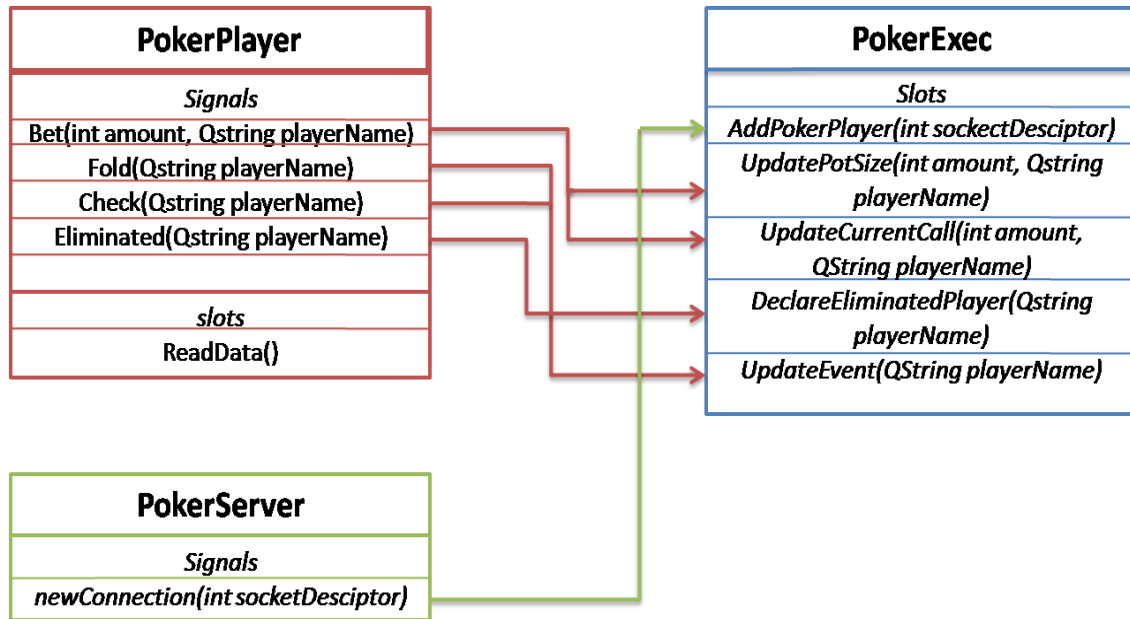 PokerPlayer
Signals
Bet(int amount, Qstring playerName)
Fold(Qstring playerName)
Check(Qstring playerName)
Eliminated(Qstring playerName)
slots
ReadData()
PokerExec
Slots
AddPokerPlayer(int sockectDesciptor)
UpdatePotSize(int amount, Qstring
playerName)
UpdateCurrentCall(int amount,
QString playerName)
DeclareEliminatedPlayer(Qstring
playerName)
UpdateEvent(QString playerName)
PokerServer
Signals
newConnection(int socketDesciptor)